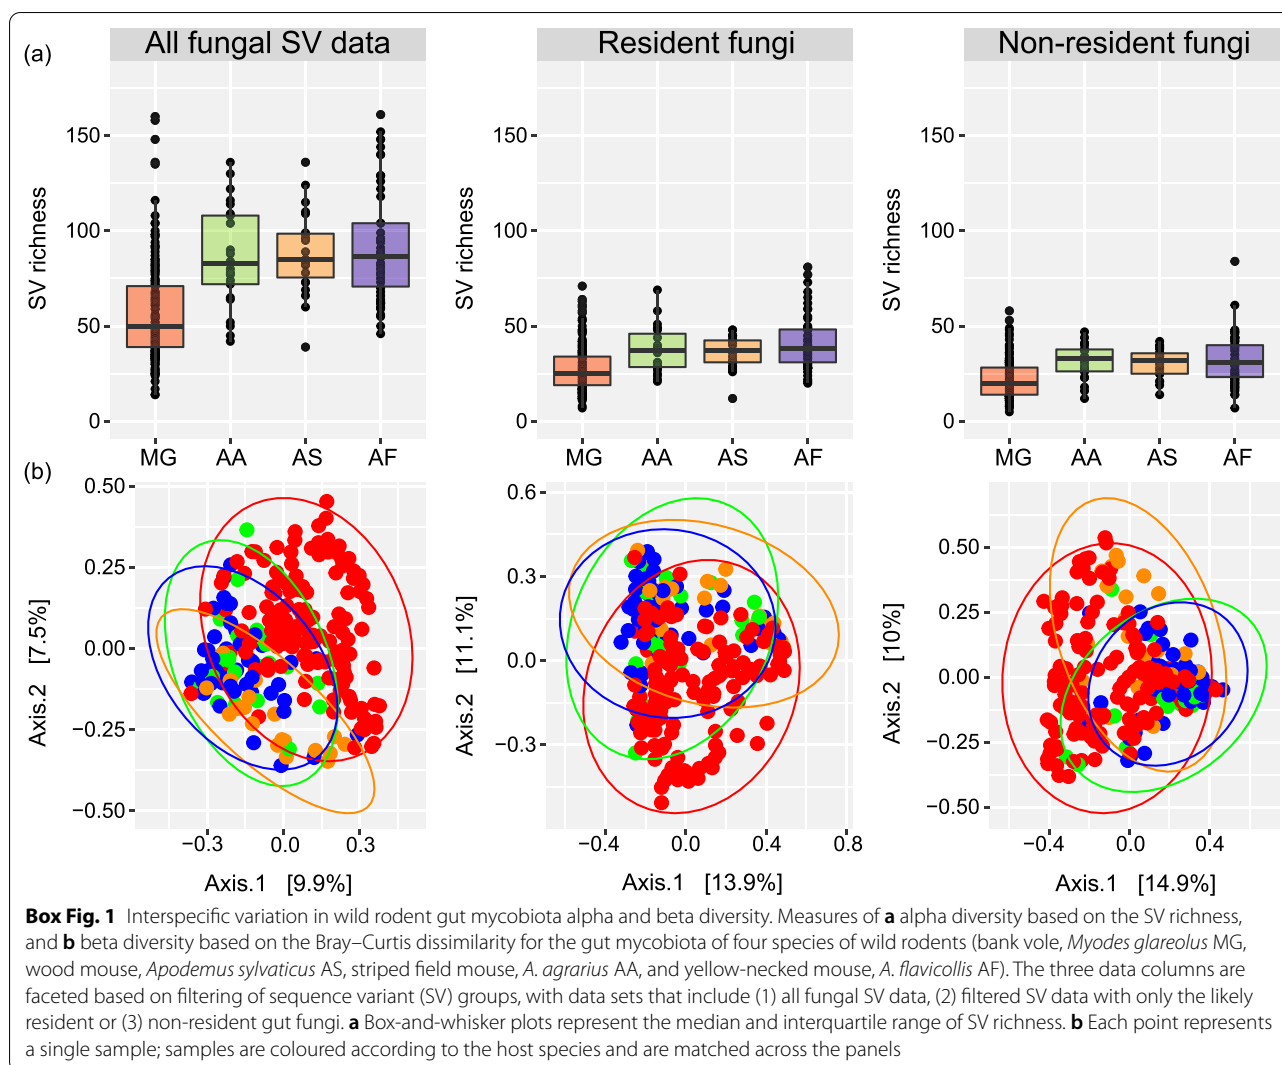 (a)
All fungal SV data
Resident fungi
Non-resident fungi
SV richness
150
100
50
0
MG AA AS AF
SV richness
150
100
50
0
MG AA AS AF
SV richness
150
100
50
0
MG AA AS AF
(b)
Axis.2 [7.5%]
0.50
0.25
0.00
−0.25
−0.50
−0.3 0.0 0.3
Axis.1 [9.9%]
Axis.2 [11.1%]
0.6
0.3
0.0
−0.3
−0.4 0.0 0.4 0.8
Axis.1 [13.9%]
Axis.2 [10%]
0.50
0.25
0.00
−0.25
−0.50
−0.4 0.0 0.4
Axis.1 [14.9%]
Box Fig. 1 Interspecific variation in wild rodent gut mycobiota alpha and beta diversity. Measures of a alpha diversity based on the SV richness,
and b beta diversity based on the Bray–Curtis dissimilarity for the gut mycobiota of four species of wild rodents (bank vole, Myodes glareolus MG,
wood mouse, Apodemus sylvaticus AS, striped field mouse, A. agrarius AA, and yellow-necked mouse, A. flavicollis AF). The three data columns are
faceted based on filtering of sequence variant (SV) groups, with data sets that include (1) all fungal SV data, (2) filtered SV data with only the likely
resident or (3) non-resident gut fungi. a Box-and-whisker plots represent the median and interquartile range of SV richness. b Each point represents
a single sample; samples are coloured according to the host species and are matched across the panels